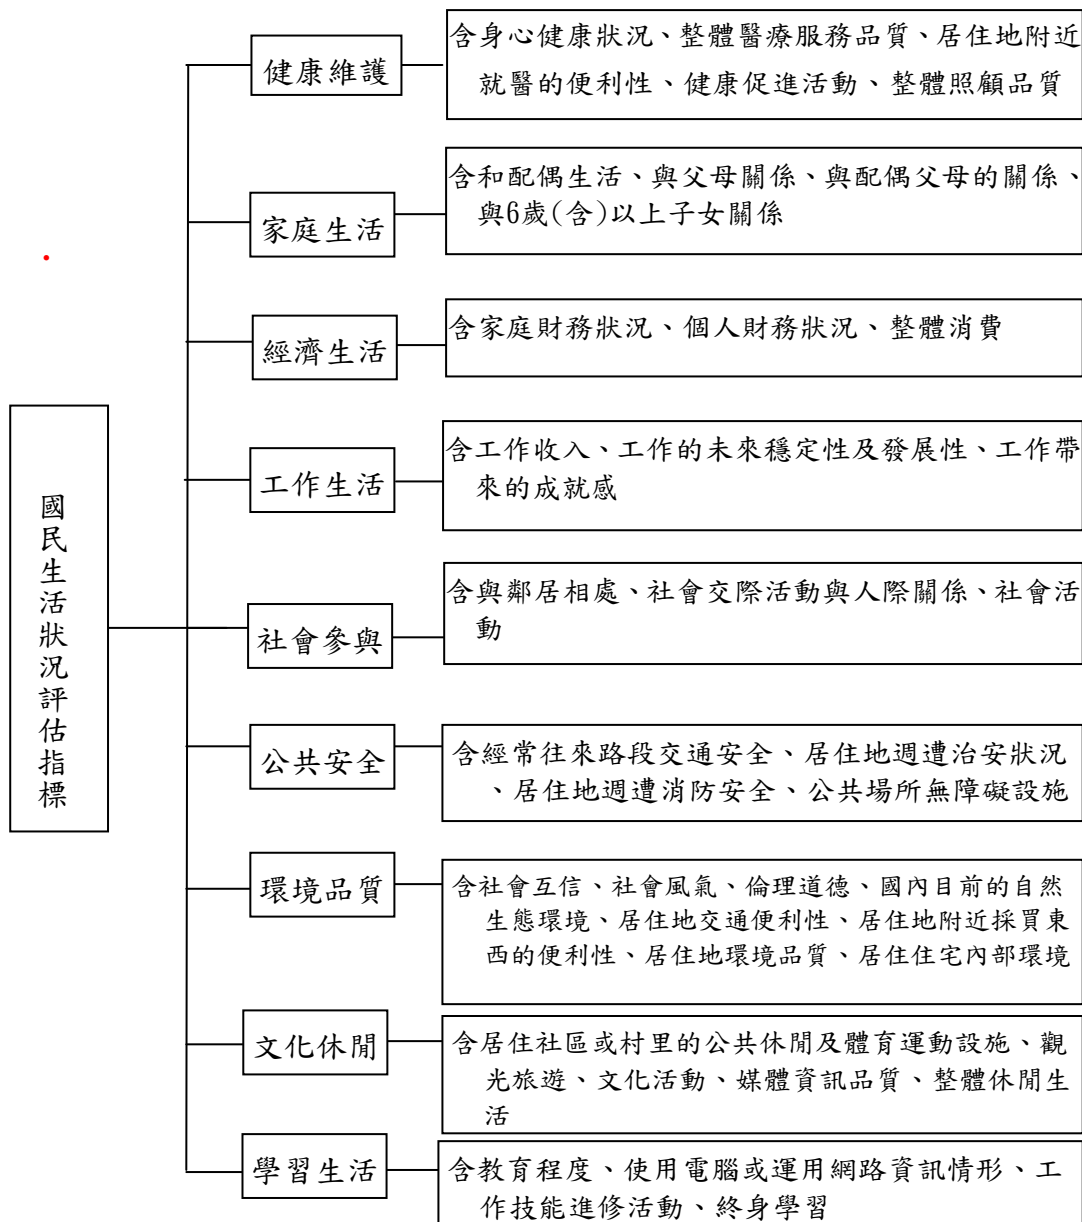 國民生活狀況評估指標
健康維護
含身心健康狀況、整體醫療服務品質、居住地附近
就醫的便利性、健康促進活動、整體照顧品質
家庭生活
含和配偶生活、與父母關係、與配偶父母的關係、
與6歲(含)以上子女關係
經濟生活
含家庭財務狀況、個人財務狀況、整體消費
工作生活
含工作收入、工作的未來穩定性及發展性、工作帶
來的成就感
社會參與
含與鄰居相處、社會交際活動與人際關係、社會活
動
公共安全
含經常往來路段交通安全、居住地週遭治安狀況
、居住地週遭消防安全、公共場所無障礙設施
環境品質
含社會互信、社會風氣、倫理道德、國內目前的自然
生態環境、居住地交通便利性、居住地附近採買東
西的便利性、居住地環境品質、居住住宅內部環境
文化休閒
含居住社區或村里的公共休閒及體育運動設施、觀
光旅遊、文化活動、媒體資訊品質、整體休閒生
活
學習生活
含教育程度、使用電腦或運用網路資訊情形、工
作技能進修活動、終身學習